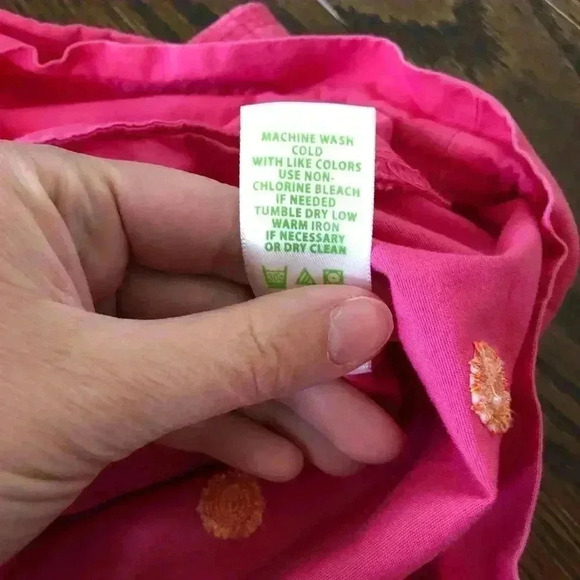 MACHINE WASH
COLD
WITH LIKE COLORS
USE NON-
CHLORINE BLEACH
IF NEEDED
TUMBLE DRY LOW
WARM IRON
IF NECESSARY
OR DRY CLEAN